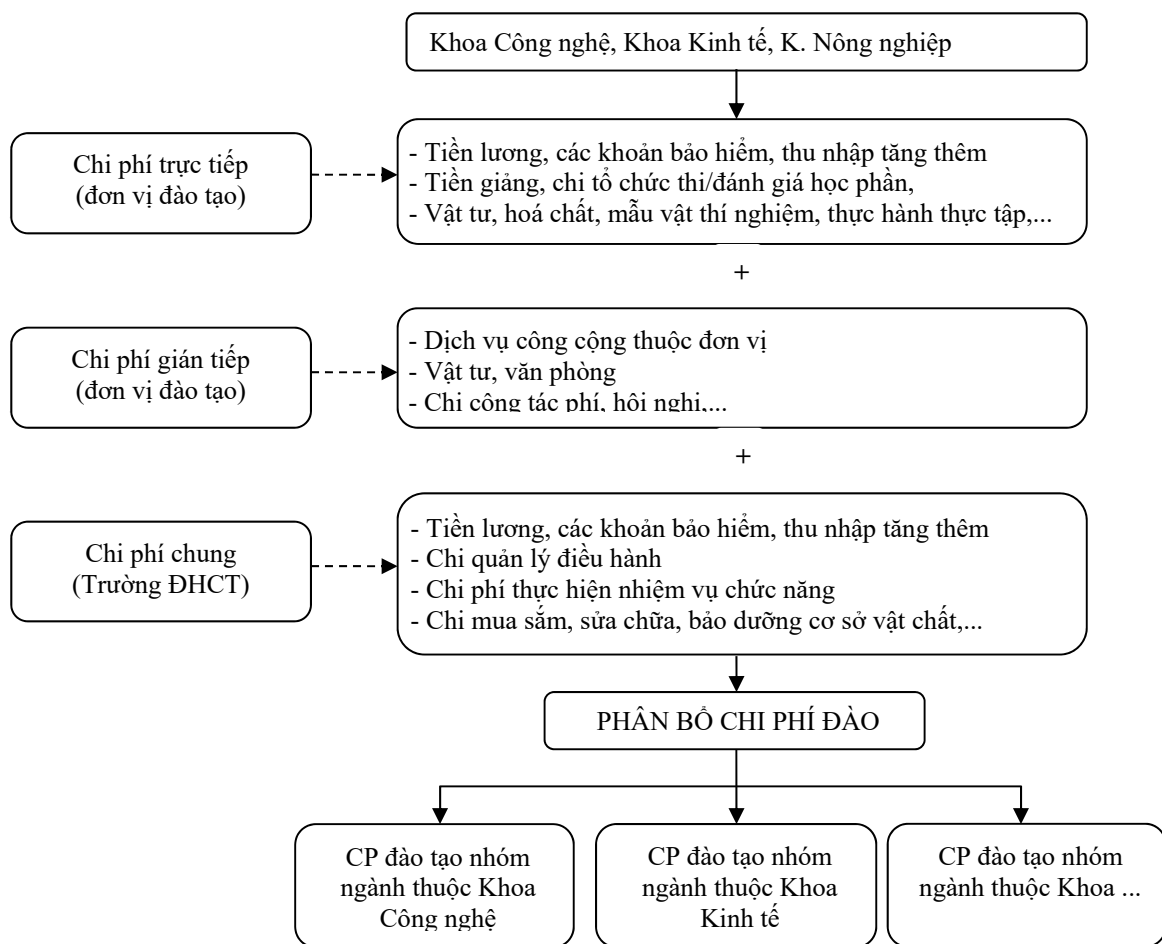 Khoa Công nghệ, Khoa Kinh tế, K. Nông nghiệp
Chi phí trực tiếp
(đơn vị đào tạo)
- Tiền lương, các khoản bảo hiểm, thu nhập tăng thêm
- Tiền giảng, chi tổ chức thi/đánh giá học phần,
- Vật tư, hoá chất, mẫu vật thí nghiệm, thực hành thực tập,...
+
Chi phí gián tiếp
(đơn vị đào tạo)
- Dịch vụ công cộng thuộc đơn vị
- Vật tư, văn phòng
- Chi công tác phí, hội nghị,...
+
Chi phí chung
(Trường ĐHCT)
- Tiền lương, các khoản bảo hiểm, thu nhập tăng thêm
- Chi quản lý điều hành
- Chi phí thực hiện nhiệm vụ chức năng
- Chi mua sắm, sửa chữa, bảo dưỡng cơ sở vật chất,...
PHÂN BỔ CHI PHÍ ĐÀO
CP đào tạo nhóm
ngành thuộc Khoa
Công nghệ
CP đào tạo nhóm
ngành thuộc Khoa
Kinh tế
CP đào tạo nhóm
ngành thuộc Khoa ...